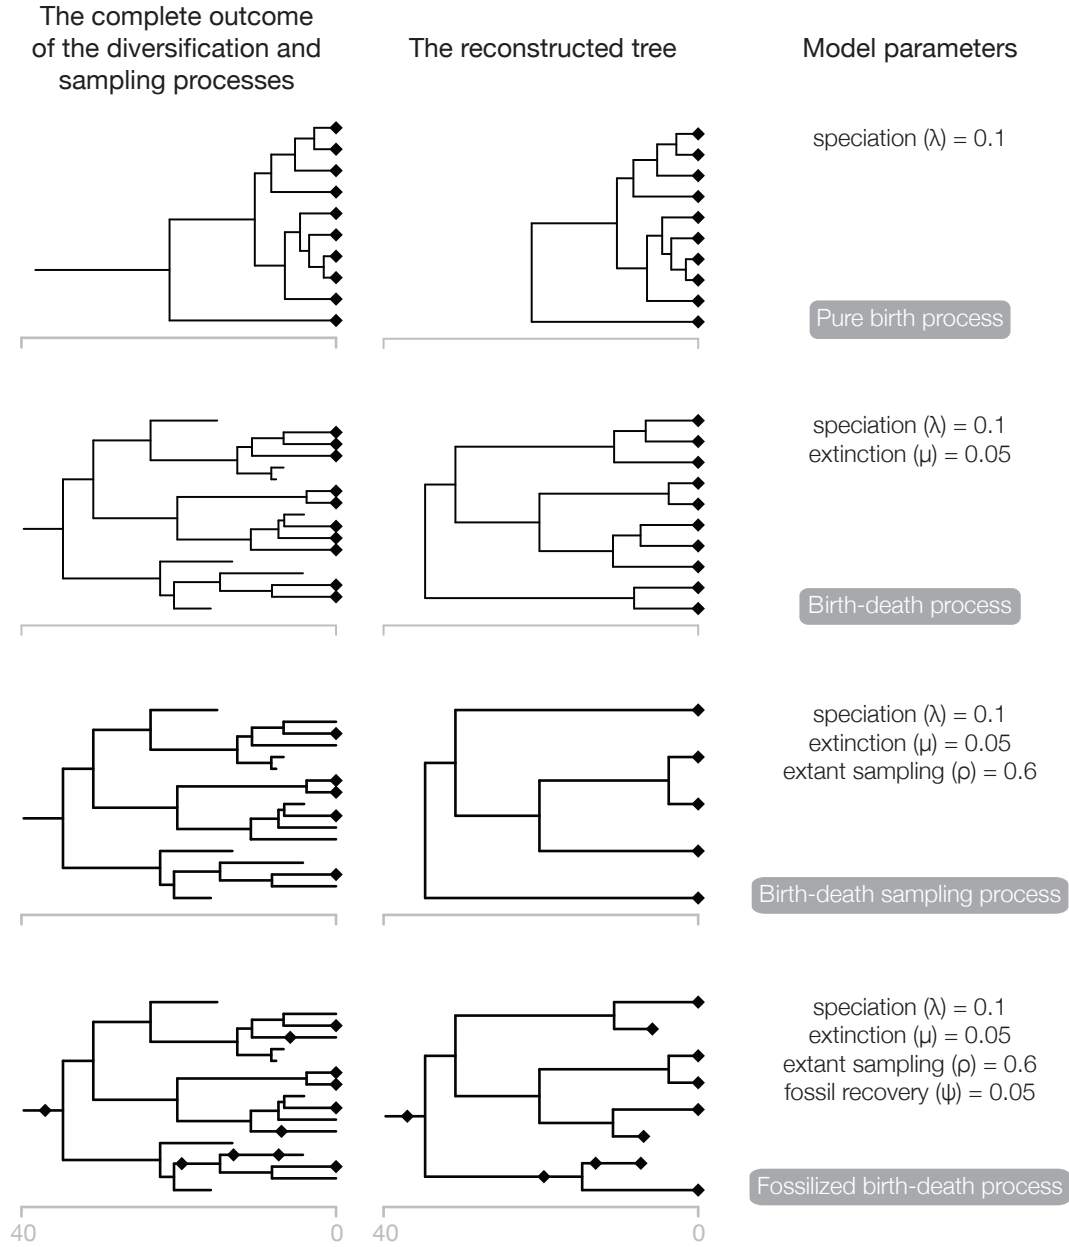 The complete outcome
of the diversification and
sampling processes
The reconstructed tree
Model parameters
speciation (λ) = 0.1
Pure birth process
speciation (λ) = 0.1
extinction (μ) = 0.05
Birth-death process
speciation (λ) = 0.1
extinction (μ) = 0.05
extant sampling (ρ) = 0.6
Birth-death sampling process
speciation (λ) = 0.1
extinction (μ) = 0.05
extant sampling (ρ) = 0.6
fossil recovery (ψ) = 0.05
Fossilized birth-death process
40 0 40 0